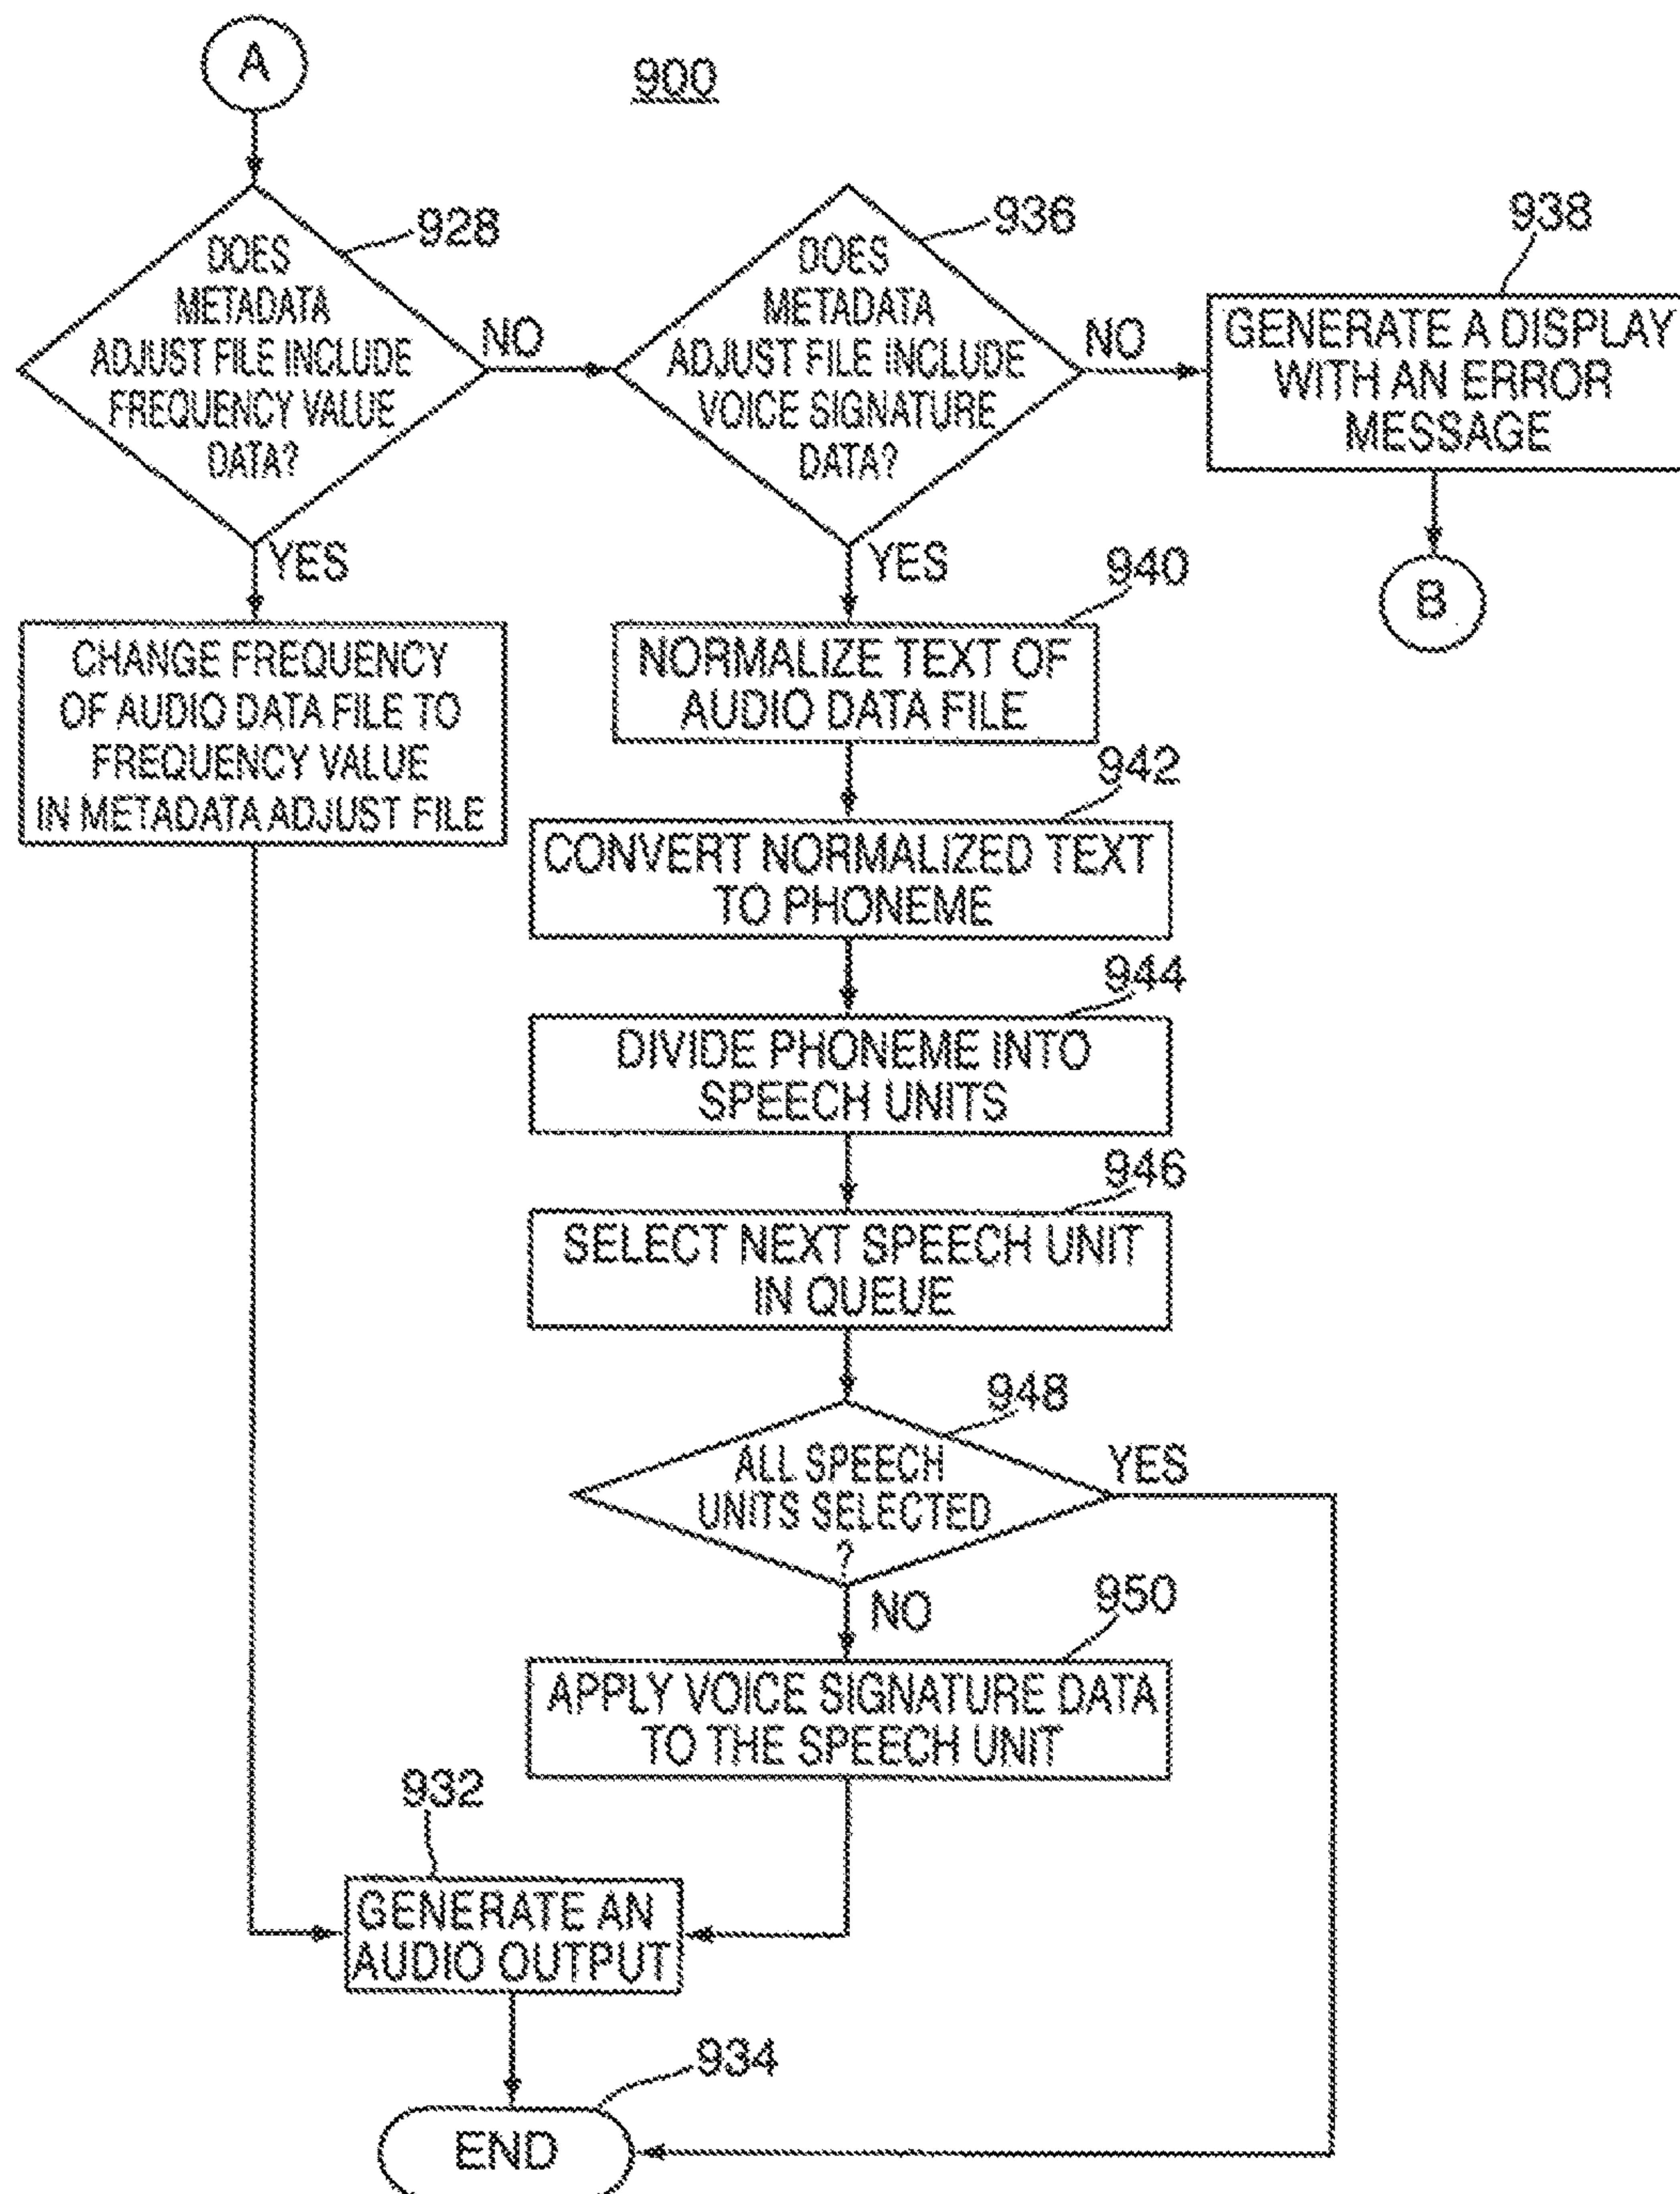 A
900
928
DOES
METADATA
ADJUST FILE INCLUDE
FREQUENCY VALUE
DATA?
NO
YES
936
DOES
METADATA
ADJUST FILE INCLUDE
VOICE SIGNATURE
DATA?
NO
YES
938
GENERATE A DISPLAY
WITH AN ERROR
MESSAGE
B
CHANGE FREQUENCY
OF AUDIO DATA FILE TO
FREQUENCY VALUE
IN METADATA ADJUST FILE
940
NORMALIZE TEXT OF
AUDIO DATA FILE
942
CONVERT NORMALIZED TEXT
TO PHONEME
944
DIVIDE PHONEME INTO
SPEECH UNITS
946
SELECT NEXT SPEECH UNIT
IN QUEUE
948
ALL SPEECH
UNITS SELECTED
?
YES
NO
950
APPLY VOICE SIGNATURE DATA
TO THE SPEECH UNIT
932
GENERATE AN
AUDIO OUTPUT
934
END